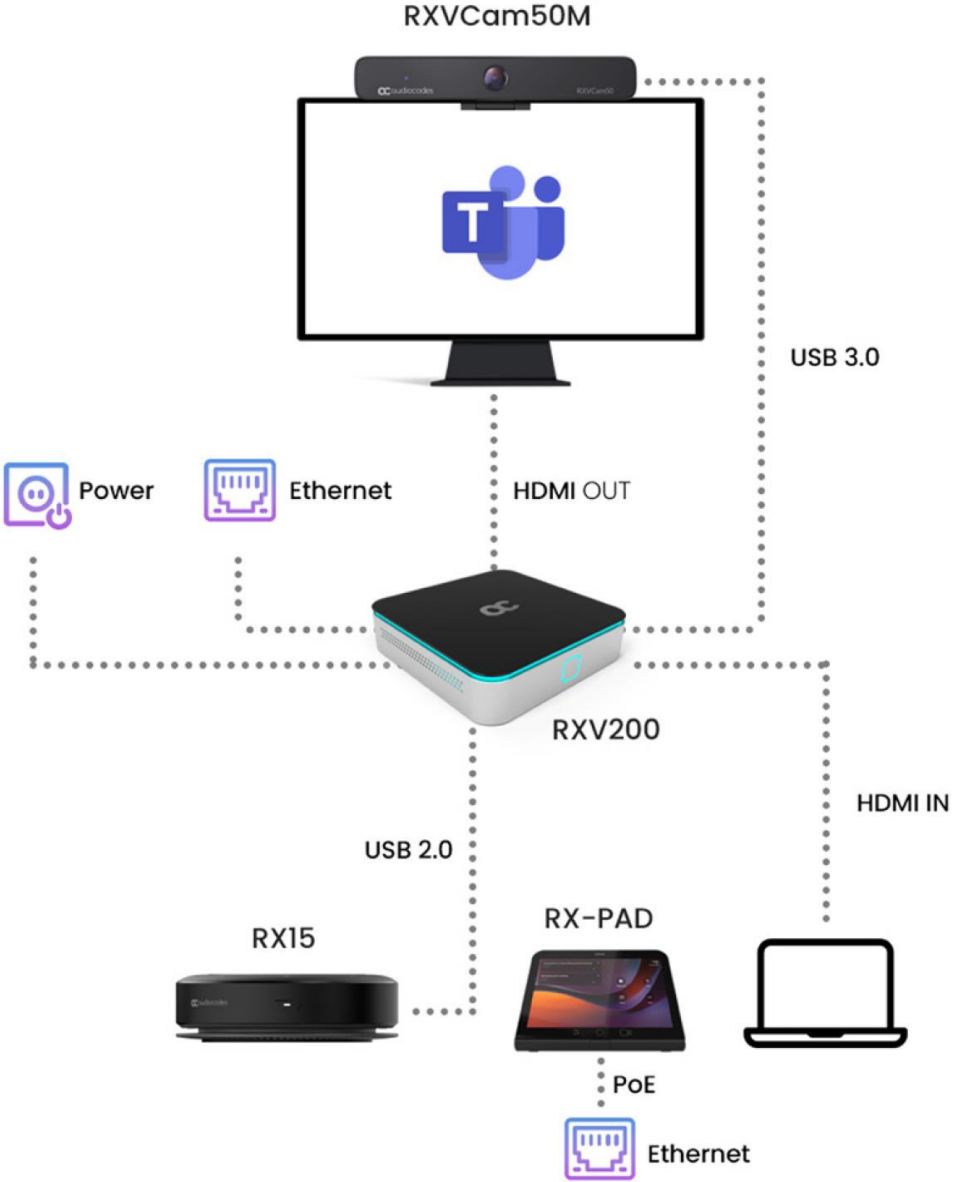 RXVCam50M
audiocodes
RXVCam50
T
USB 3.0
Power
Ethernet
HDMI OUT
RXV200
HDMI IN
USB 2.0
RX15
RX-PAD
audiocodes
PoE
Ethernet